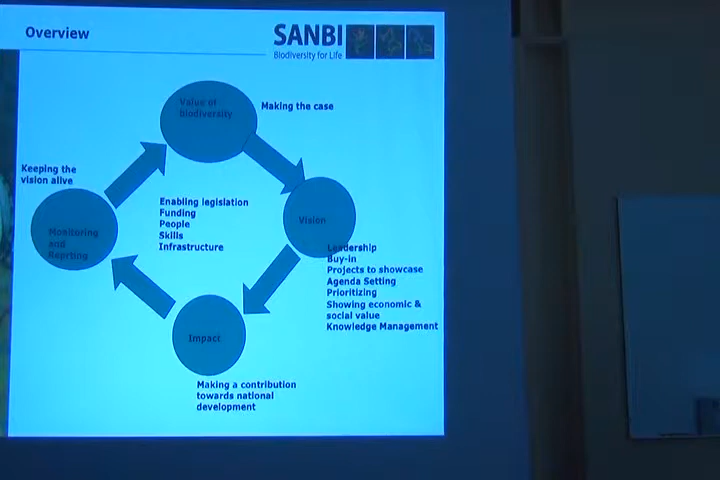 Overview
SANBI
Biodiversity for Life
Value of
biodiversity
Making the case
Keeping the
vision alive
Enabling legislation
Funding
People
Skills
Infrastructure
Vision
Monitoring
and
Reprting
Leadership
Buy-in
Projects to showcase
Agenda Setting
Prioritizing
Showing economic &
social value
Knowledge Management
Impact
Making a contribution
towards national
development